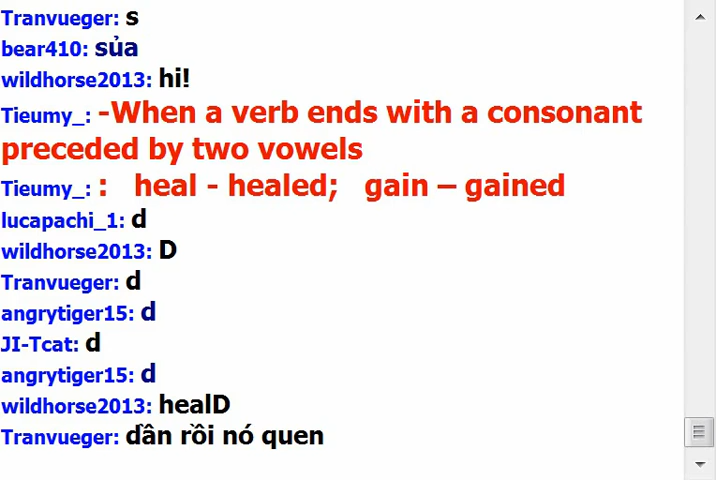 Tranvueger: s
bear410: sủa
wildhorse2013: hi!
Tieumy_: -When a verb ends with a consonant
preceded by two vowels
Tieumy_: :   heal - healed;   gain – gained
lucapachi_1: d
wildhorse2013: D
Tranvueger: d
angrytiger15: d
JI-Tcat: d
angrytiger15: d
wildhorse2013: healD
Tranvueger: dần rồi nó quen